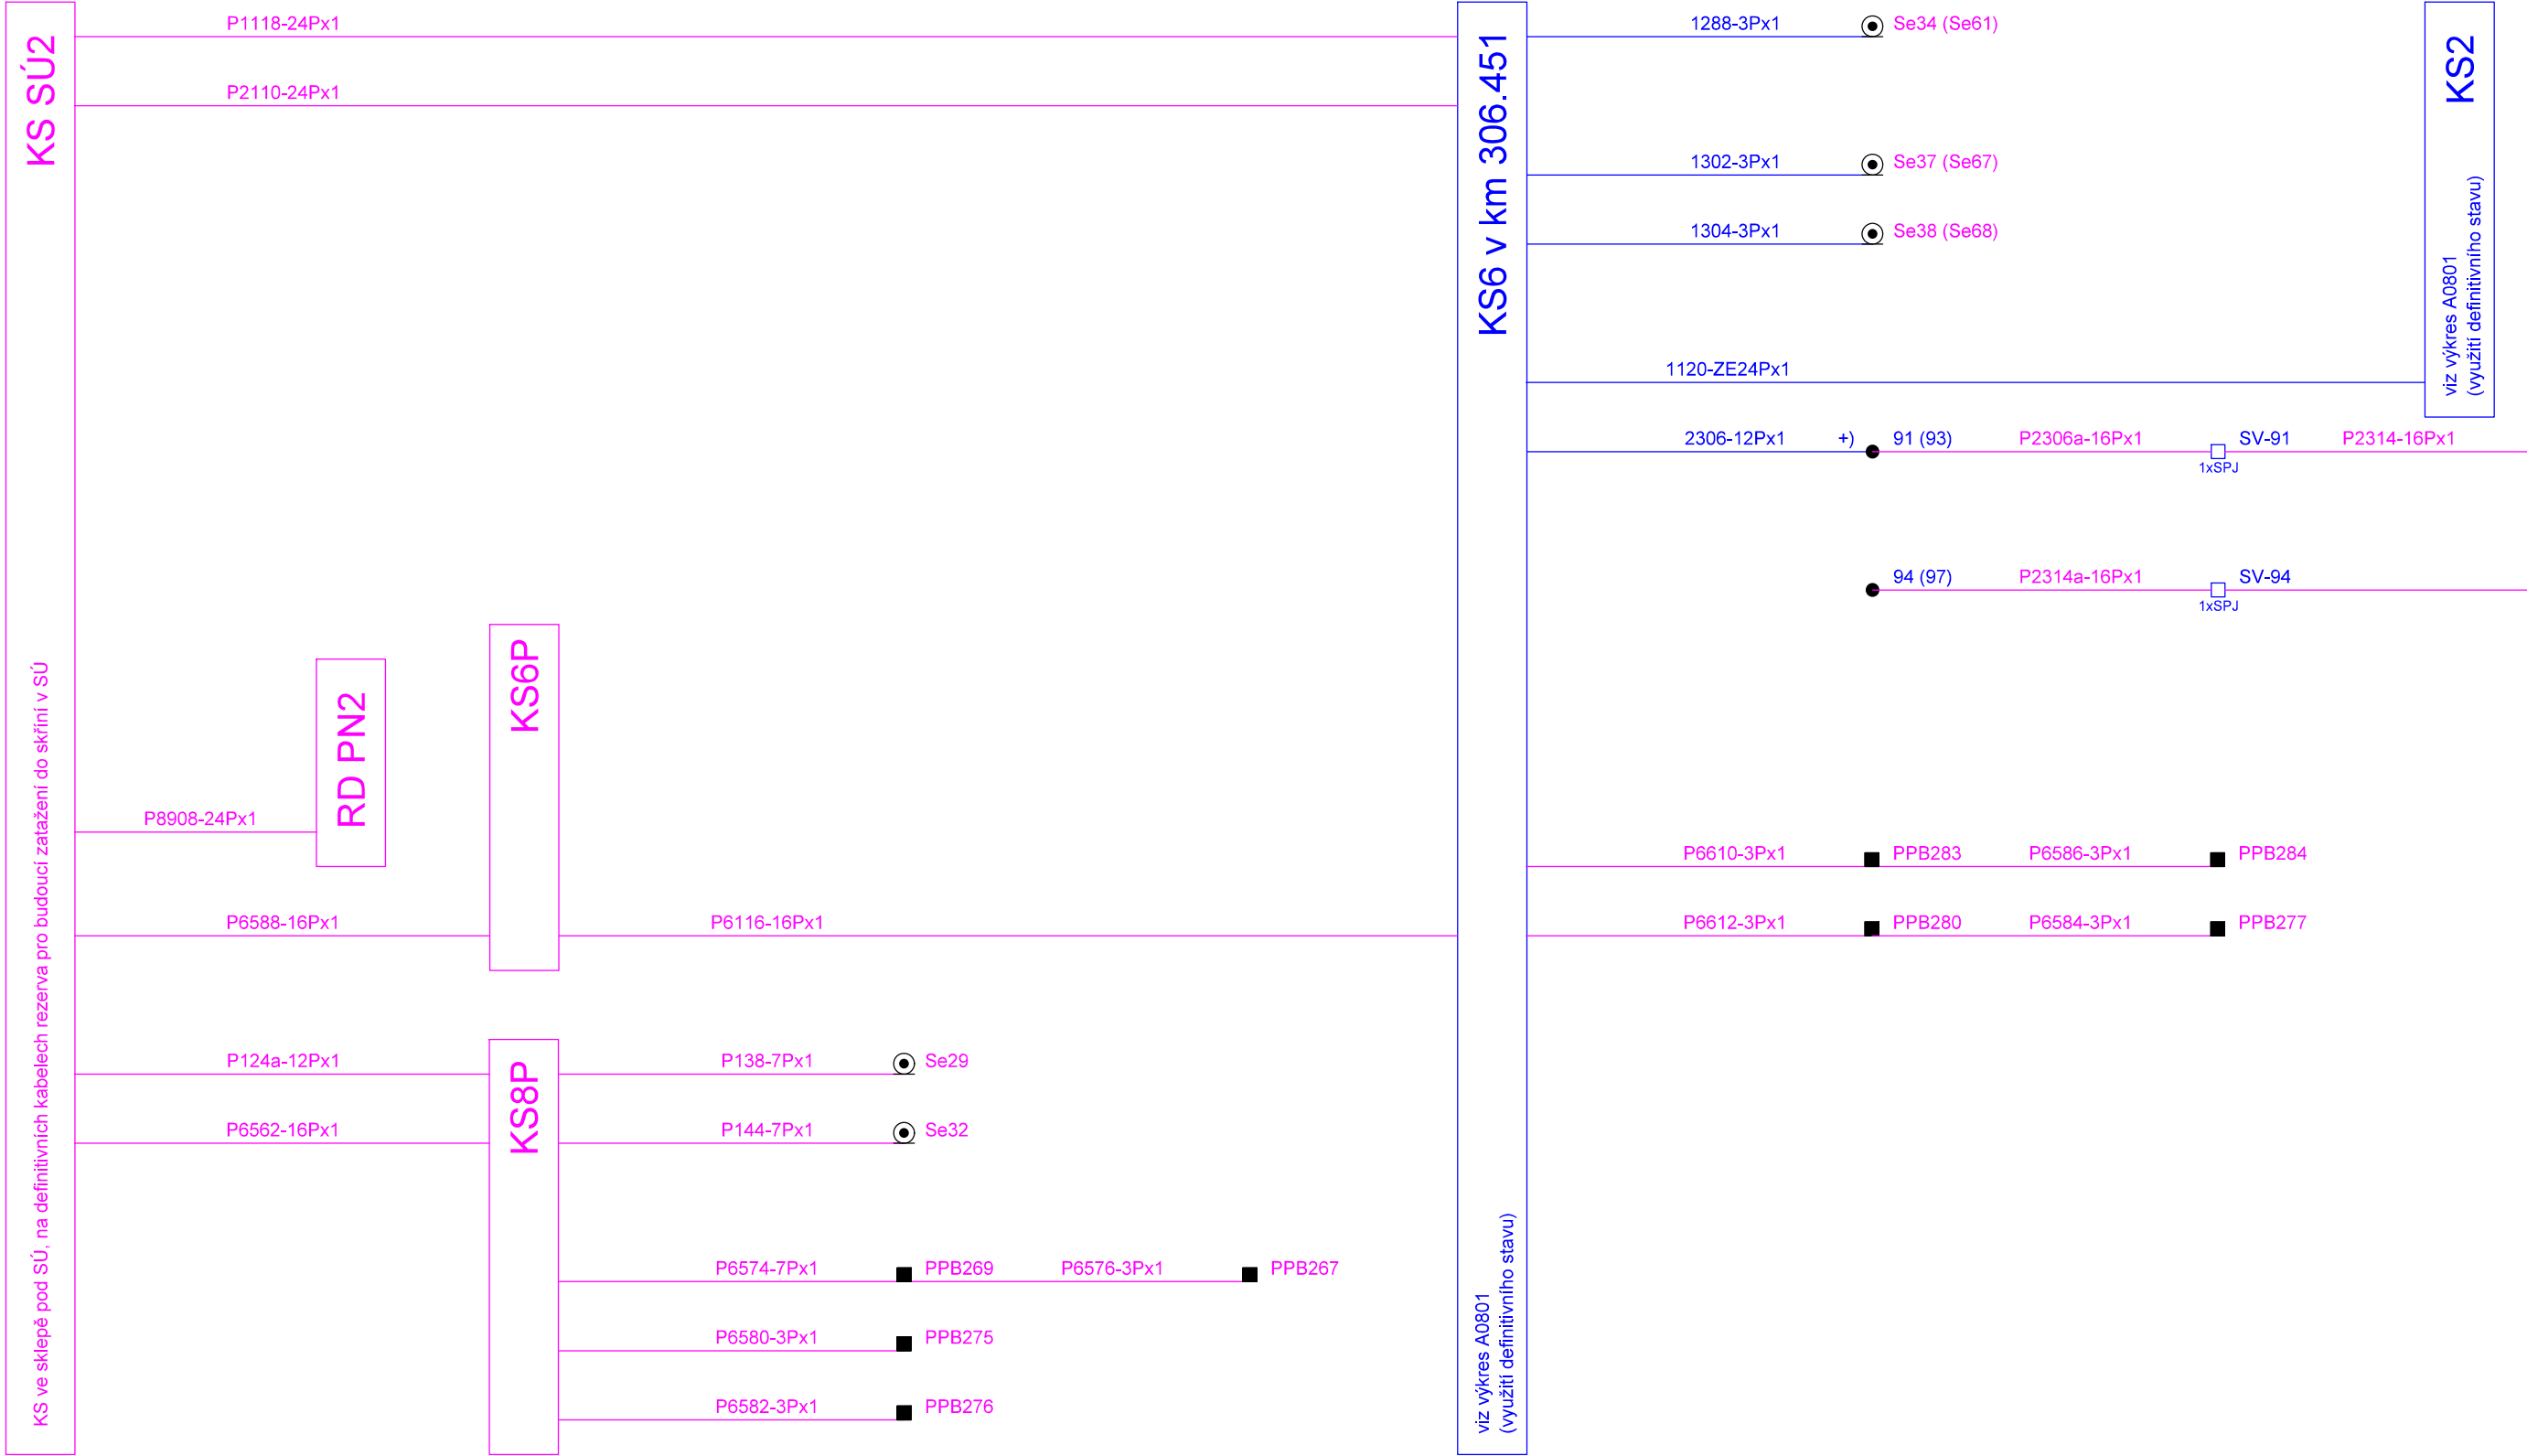 KS SÚ2
KS ve sklepě pod SÚ, na definitivních kabelech rezerva pro budoucí zatažení do skříní v SÚ
P1118-24Px1
P2110-24Px1
P8908-24Px1
RD PN2
P6588-16Px1
KS6P
P6116-16Px1
P124a-12Px1
P6562-16Px1
KS8P
P138-7Px1
Se29
P144-7Px1
Se32
P6574-7Px1
PPB269
P6576-3Px1
PPB267
P6580-3Px1
PPB275
P6582-3Px1
PPB276
KS6 v km 306.451
viz výkres A0801
(využití definitivního stavu)
1288-3Px1
Se34 (Se61)
1302-3Px1
Se37 (Se67)
1304-3Px1
Se38 (Se68)
1120-ZE24Px1
KS2
viz výkres A0801
(využití definitivního stavu)
2306-12Px1
+)
91 (93)
P2306a-16Px1
SV-91
1xSPJ
P2314-16Px1
94 (97)
P2314a-16Px1
SV-94
1xSPJ
P6610-3Px1
PPB283
P6586-3Px1
PPB284
P6612-3Px1
PPB280
P6584-3Px1
PPB277